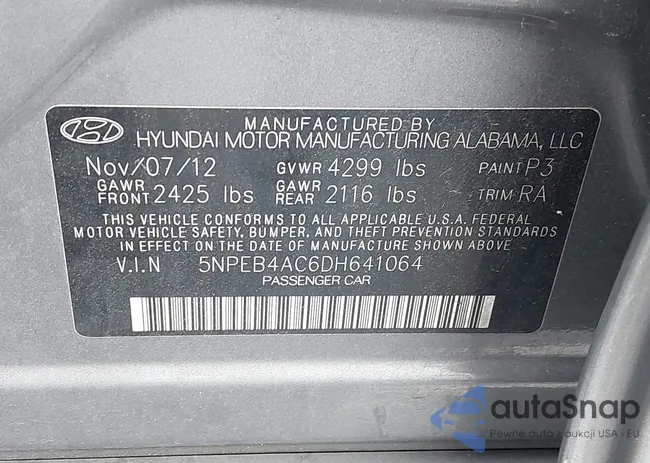 MANUFACTURED BY
HYUNDAI MOTOR MANUFACTURING ALABAMA, LLC
Nov/07/12 GVWR 4299 lbs PAINT P3
GAWR FRONT 2425 lbs GAWR REAR 2116 lbs TRIM RA
THIS VEHICLE CONFORMS TO ALL APPLICABLE U.S.A. FEDERAL
MOTOR VEHICLE SAFETY, BUMPER, AND THEFT PREVENTION STANDARDS
IN EFFECT ON THE DATE OF MANUFACTURE SHOWN ABOVE
V.I.N 5NPEB4AC6DH641064
PASSENGER CAR
autaSnap
Pewne auta z aukcji USA i EU